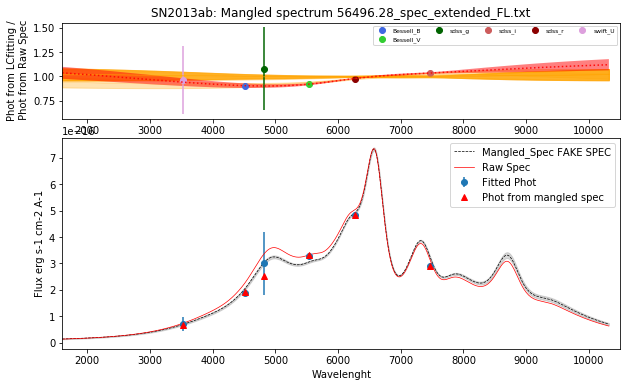 SN2013ab: Mangled spectrum 56496.28_spec_extended_FL.txt
Phot from LCfitting /
Phot from Raw Spec
1.50
1.25
1.00
0.75
Bessell_B
Bessell_V
sdss_g
sdss_i
sdss_r
swift_U
2000 3000 4000 5000 6000 7000 8000 9000 10000
1e-16
Flux erg s-1 cm-2 A-1
7
6
5
4
3
2
1
0
Mangled_Spec FAKE SPEC
Raw Spec
Fitted Phot
Phot from mangled spec
2000 3000 4000 5000 6000 7000 8000 9000 10000
Wavelenght